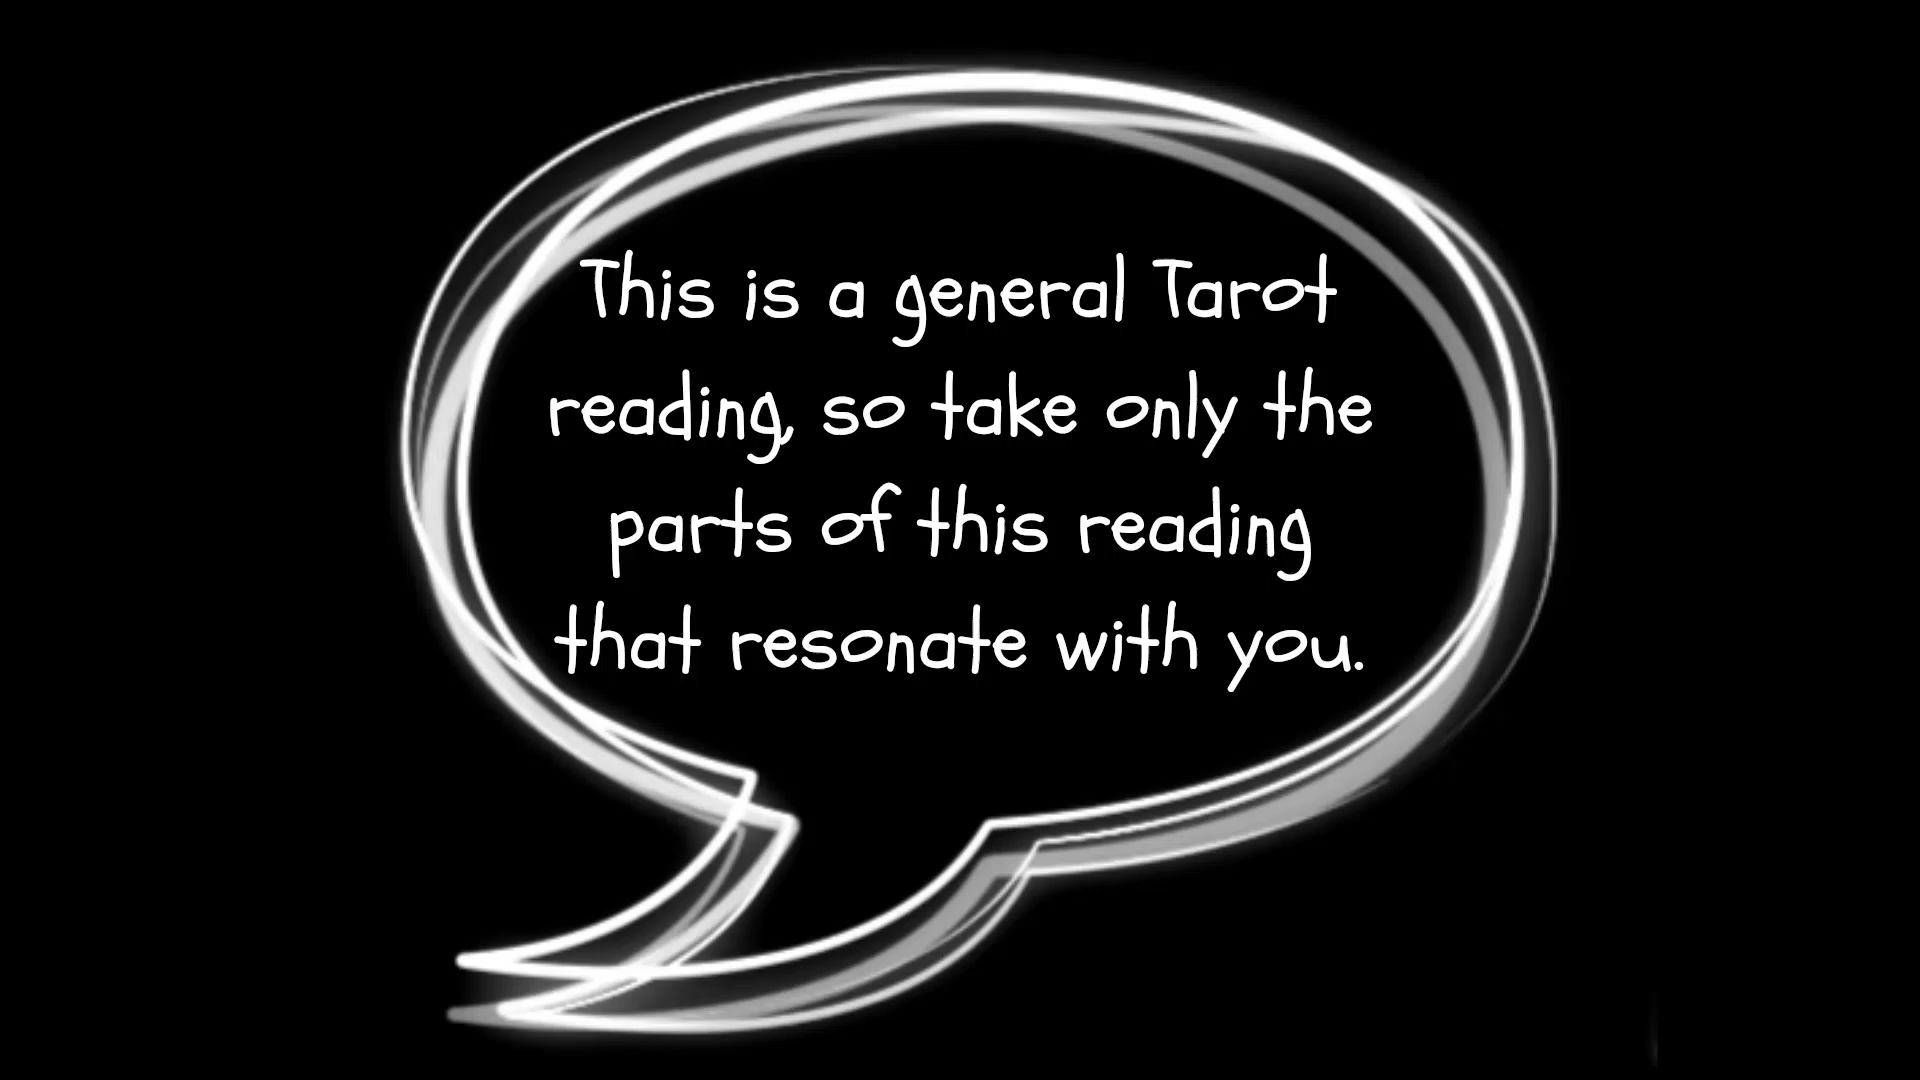 This is a general Tarot
reading, so take only the
parts of this reading
that resonate with you.